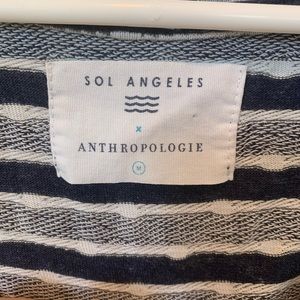 SOL ANGELES
x
ANTHROPOLOGIE
M